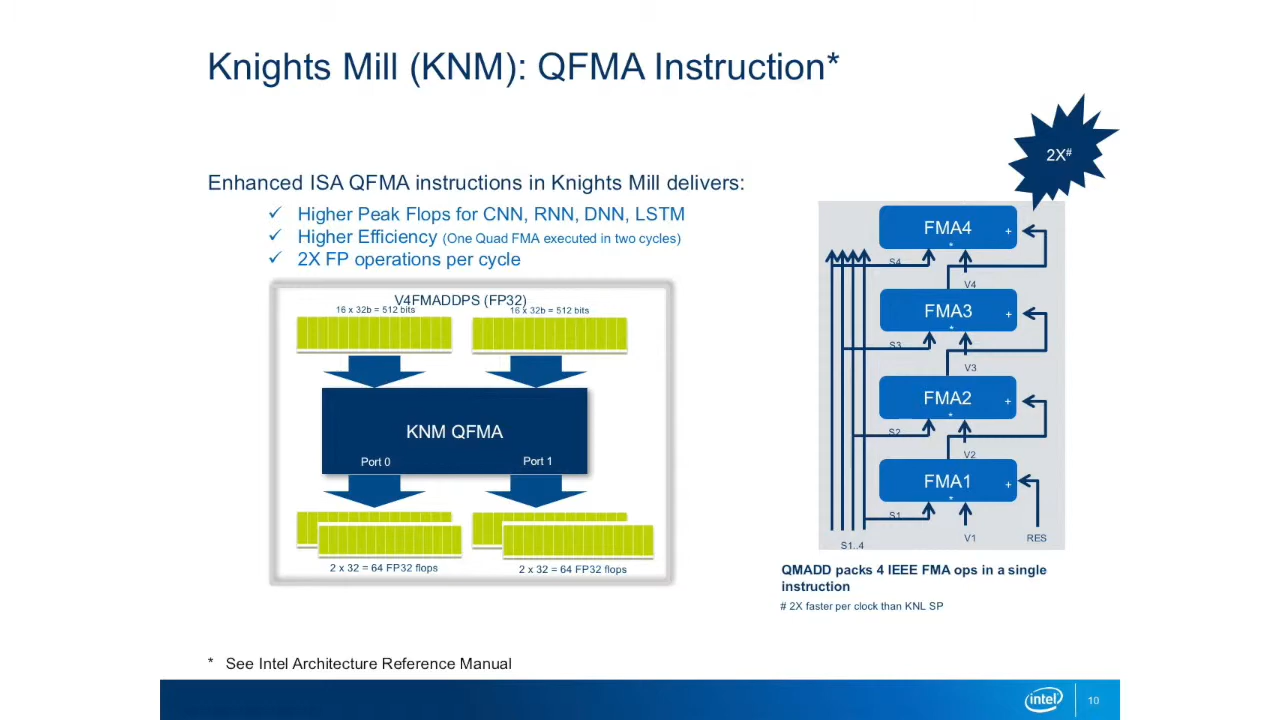 Knights Mill (KNM): QFMA Instruction*
2X#
Enhanced ISA QFMA instructions in Knights Mill delivers:
✓ Higher Peak Flops for CNN, RNN, DNN, LSTM
✓ Higher Efficiency (One Quad FMA executed in two cycles)
✓ 2X FP operations per cycle
V4FMADDPS (FP32)
16 x 32b = 512 bits
16 x 32b = 512 bits
KNM QFMA
Port 0
Port 1
2 x 32 = 64 FP32 flops
2 x 32 = 64 FP32 flops
FMA4 +
*
S4
V4
FMA3 +
*
S3
V3
FMA2 +
*
S2
V2
FMA1 +
*
S1
V1
RES
S1..4
QMADD packs 4 IEEE FMA ops in a single
instruction
# 2X faster per clock than KNL SP
* See Intel Architecture Reference Manual
intel
10